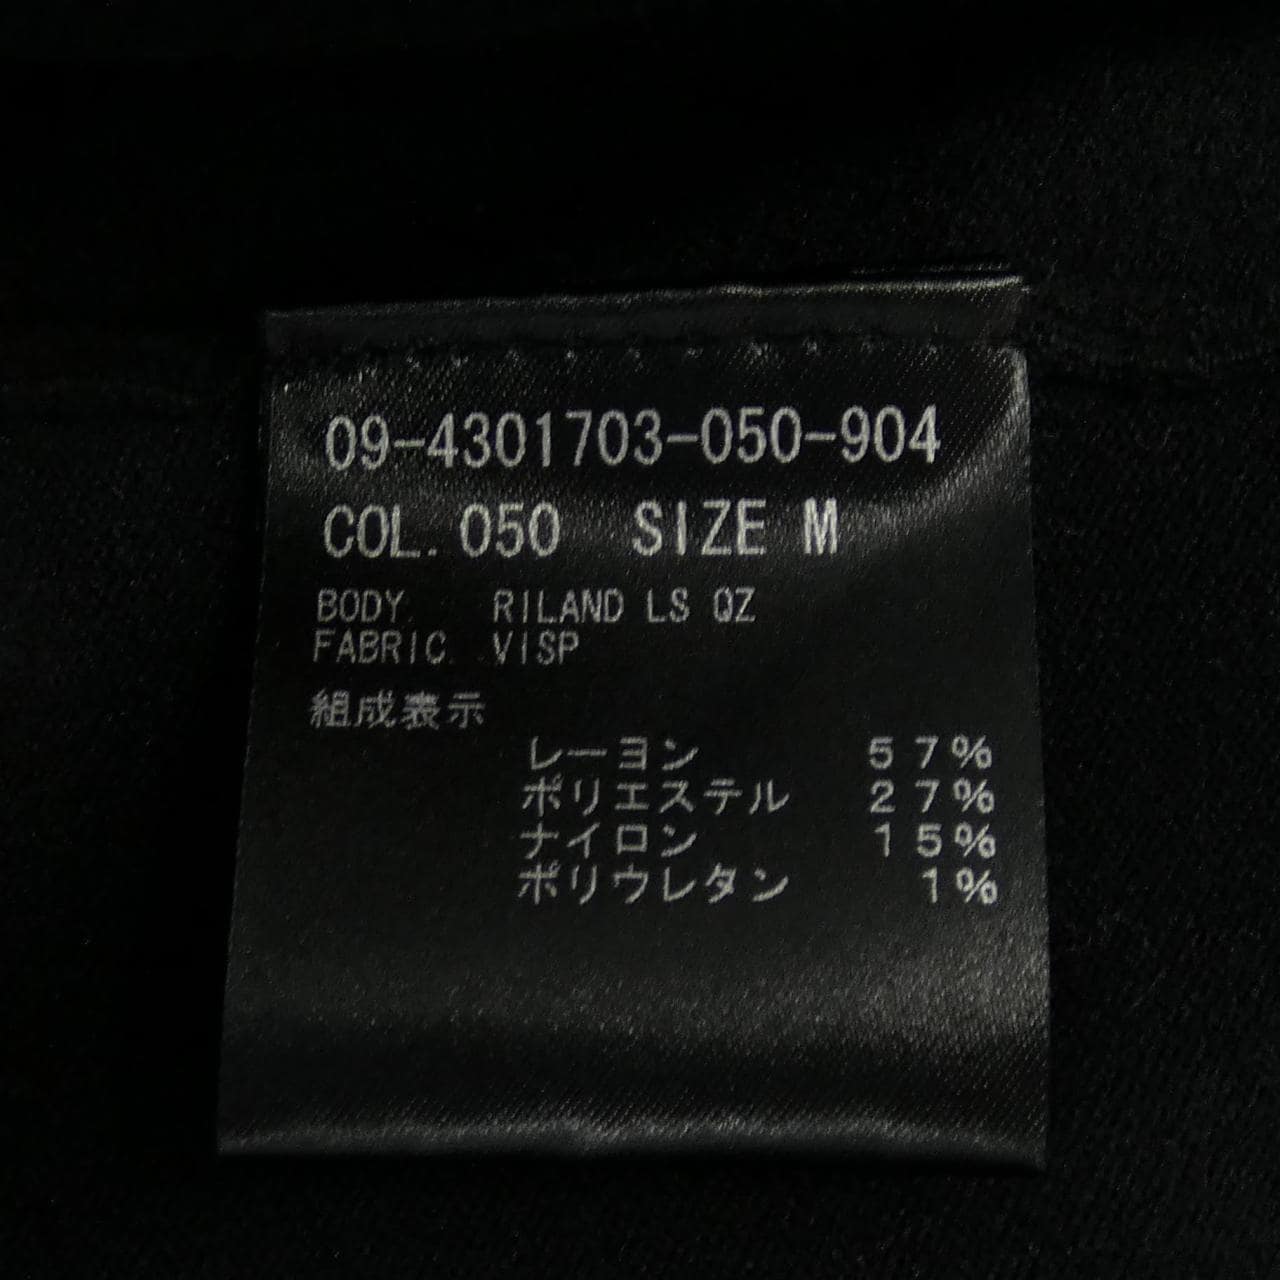 09-4301703-050-904
COL.050 SIZE M
BODY. RILAND LS QZ
FABRIC. VISP
組成表示
レーヨン 57%
ポリエステル 27%
ナイロン 15%
ポリウレタン 1%